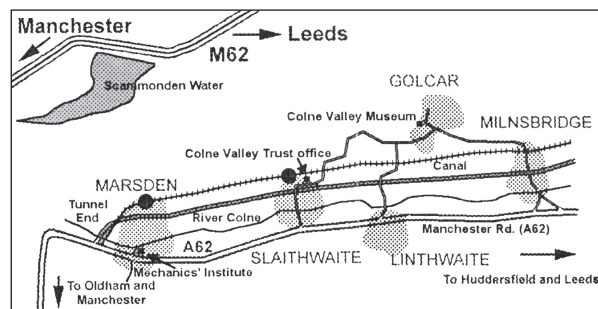 Manchester
Leeds
M62
Scammonden Water
GOLCAR
Colne Valley Museum
MILNSBRIDGE
Colne Valley Trust office
Canal
MARSDEN
Tunnel
End
River Colne
Manchester Rd. (A62)
A62
Mechanics' Institute
SLAITHWAITE
LINTHWAITE
To Oldham and
Manchester
To Huddersfield and Leeds